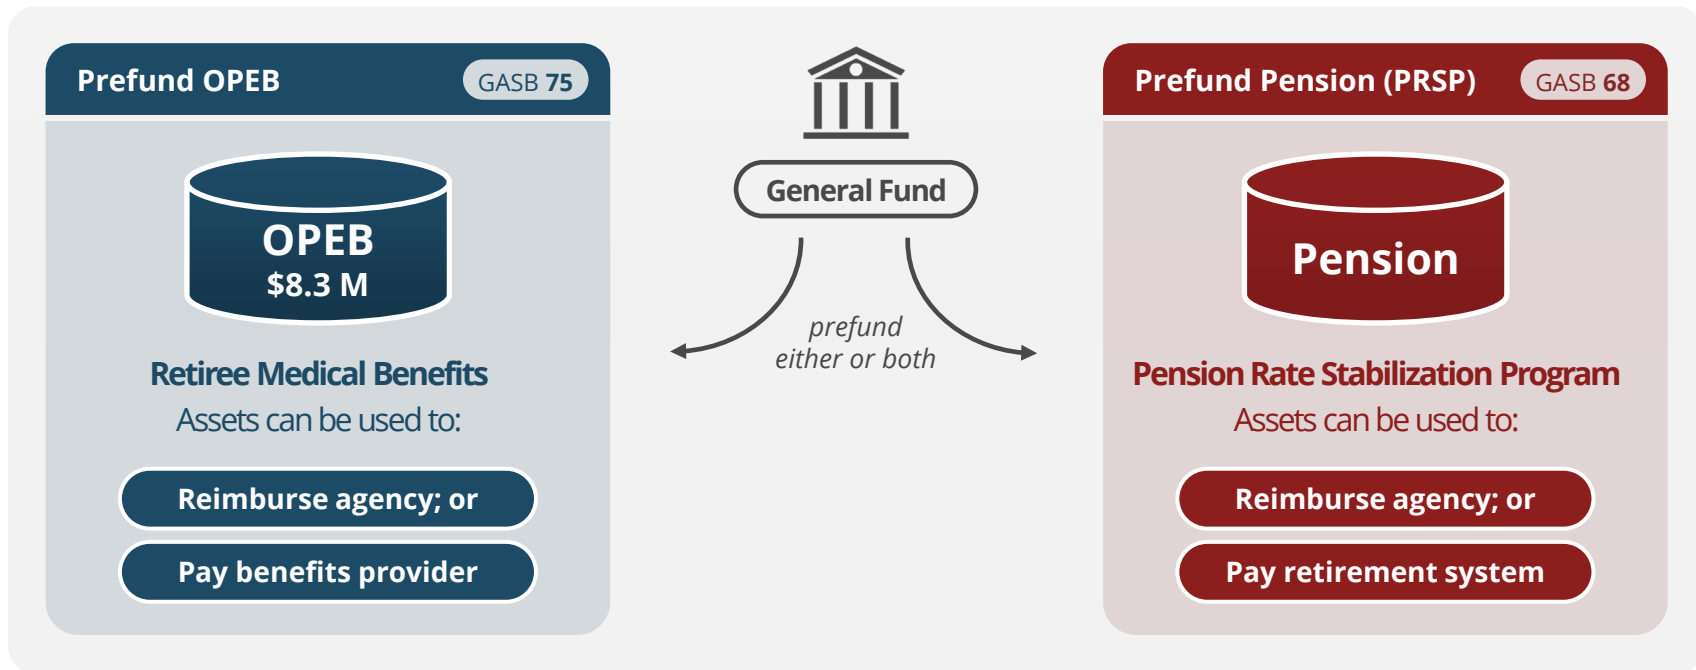 Prefund OPEB
GASB 75
OPEB
$8.3 M
Retiree Medical Benefits
Assets can be used to:
Reimburse agency; or
Pay benefits provider
General Fund
prefund
either or both
Prefund Pension (PRSP)
GASB 68
Pension
Pension Rate Stabilization Program
Assets can be used to:
Reimburse agency; or
Pay retirement system